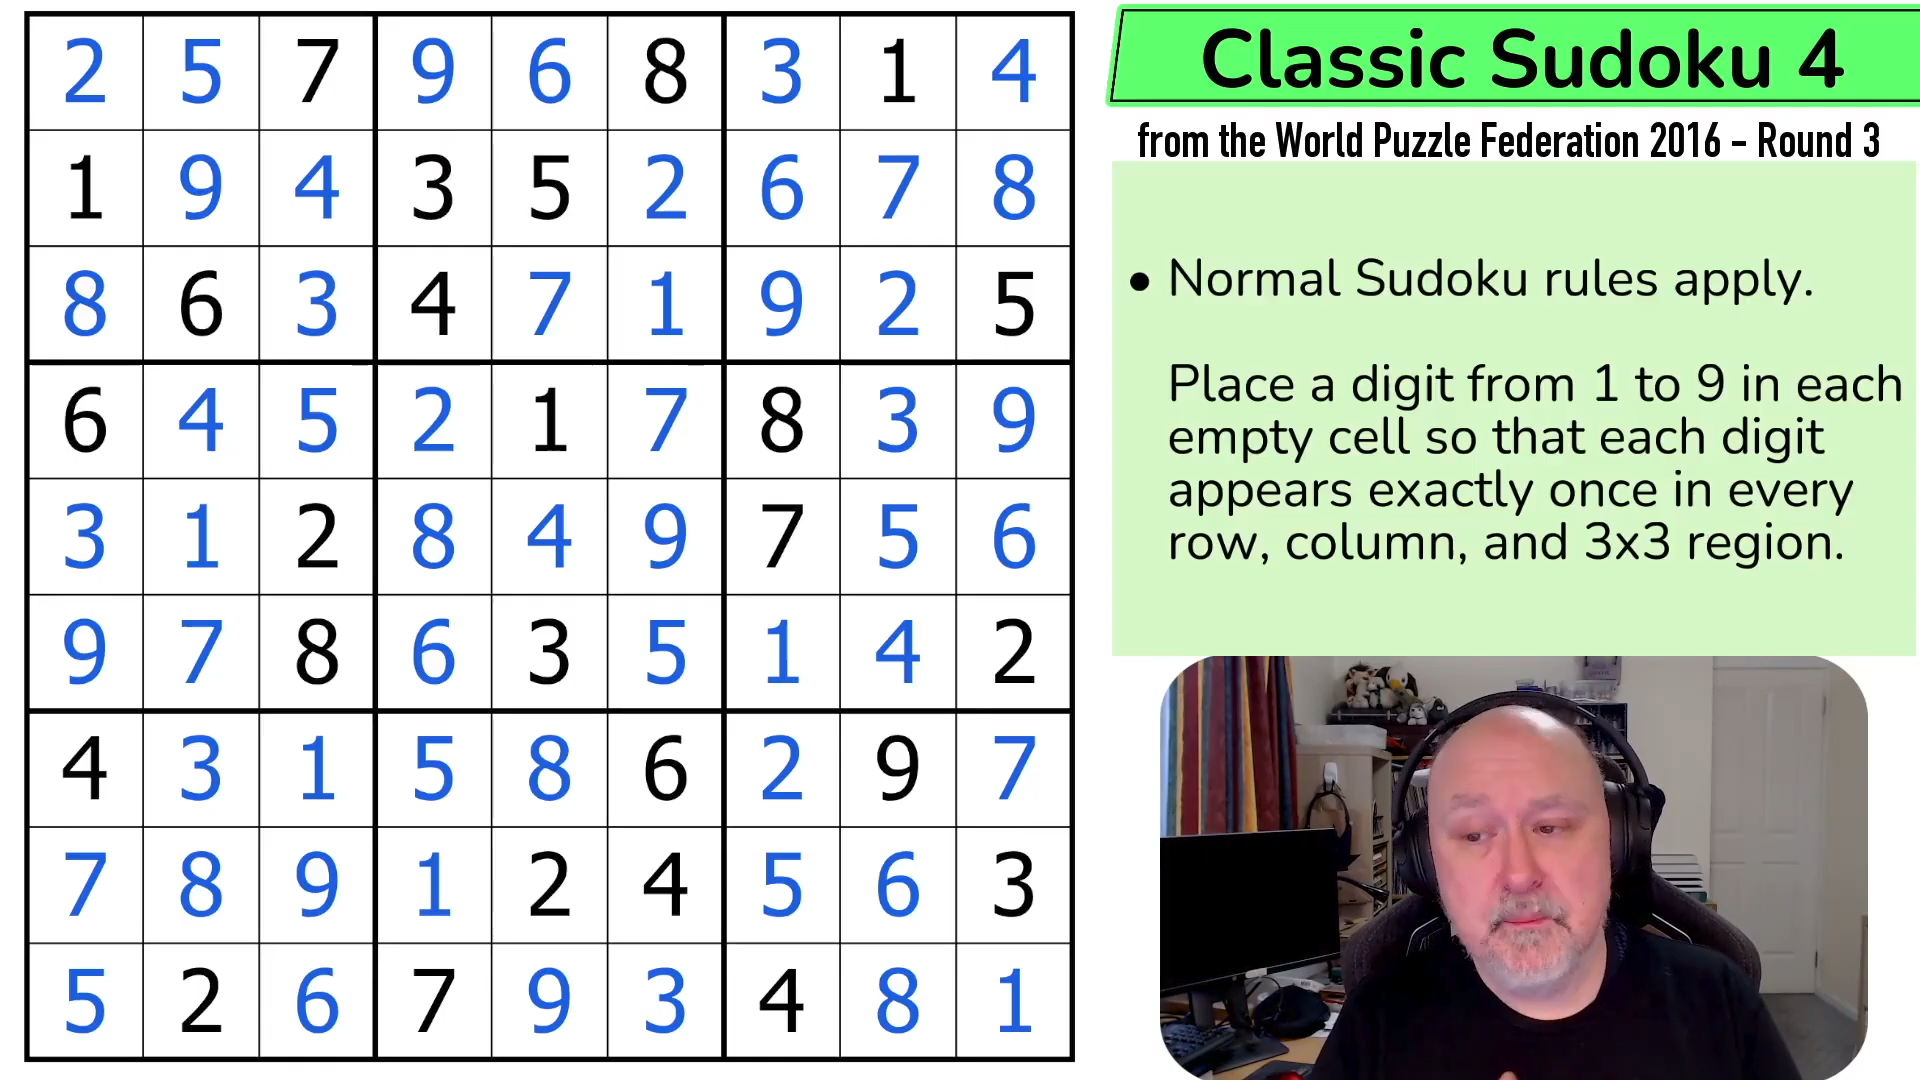 2 5 7 9 6 8 3 1 4
1 9 4 3 5 2 6 7 8
8 6 3 4 7 1 9 2 5
6 4 5 2 1 7 8 3 9
3 1 2 8 4 9 7 5 6
9 7 8 6 3 5 1 4 2
4 3 1 5 8 6 2 9 7
7 8 9 1 2 4 5 6 3
5 2 6 7 9 3 4 8 1
Classic Sudoku 4
from the World Puzzle Federation 2016 - Round 3
• Normal Sudoku rules apply.
Place a digit from 1 to 9 in each
empty cell so that each digit
appears exactly once in every
row, column, and 3x3 region.